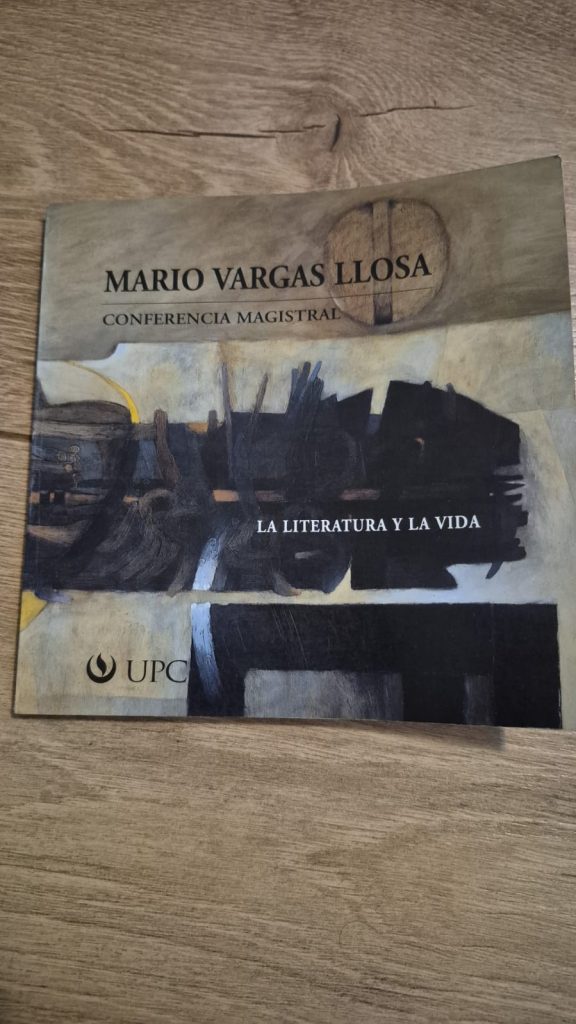 MARIO VARGAS LLOSA
CONFERENCIA MAGISTRAL
LA LITERATURA Y LA VIDA
UPC